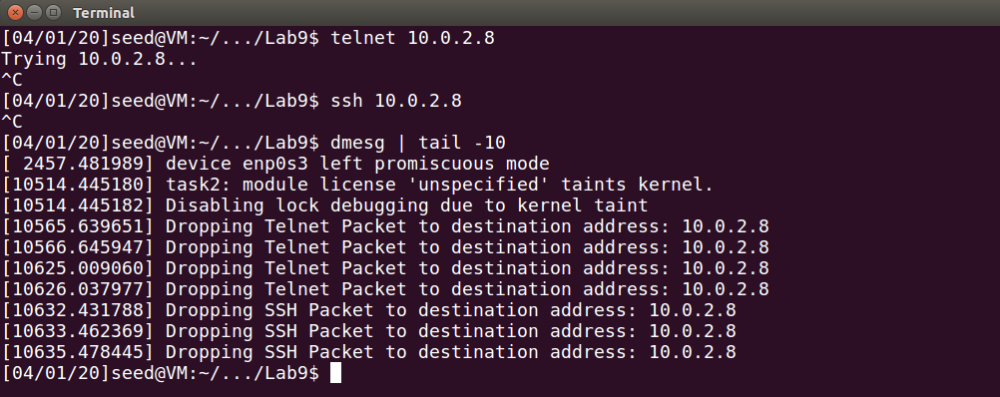 Terminal
[04/01/20]seed@VM:~/.../Lab9$ telnet 10.0.2.8
Trying 10.0.2.8...
^C
[04/01/20]seed@VM:~/.../Lab9$ ssh 10.0.2.8
^C
[04/01/20]seed@VM:~/.../Lab9$ dmesg | tail -10
[ 2457.481989] device enp0s3 left promiscuous mode
[10514.445180] task2: module license 'unspecified' taints kernel.
[10514.445182] Disabling lock debugging due to kernel taint
[10565.639651] Dropping Telnet Packet to destination address: 10.0.2.8
[10566.645947] Dropping Telnet Packet to destination address: 10.0.2.8
[10625.009060] Dropping Telnet Packet to destination address: 10.0.2.8
[10626.037977] Dropping Telnet Packet to destination address: 10.0.2.8
[10632.431788] Dropping SSH Packet to destination address: 10.0.2.8
[10633.462369] Dropping SSH Packet to destination address: 10.0.2.8
[10635.478445] Dropping SSH Packet to destination address: 10.0.2.8
[04/01/20]seed@VM:~/.../Lab9$